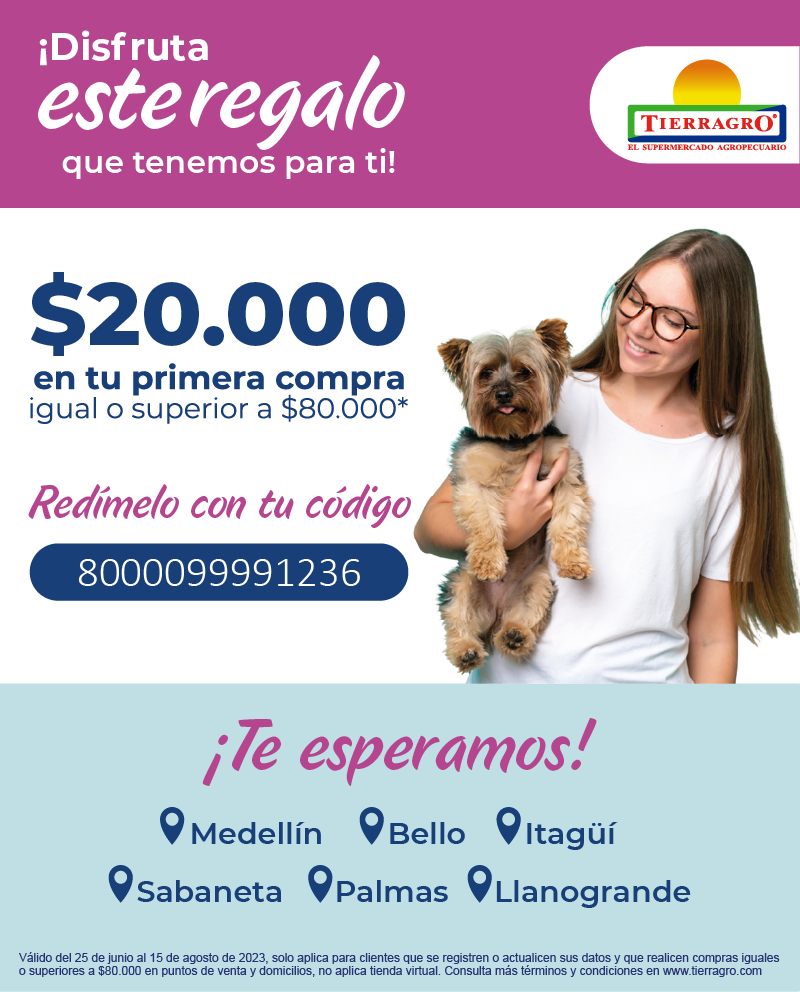 ¡Disfruta
este regalo
que tenemos para ti!
TIERRAGRO®
EL SUPERMERCADO AGROPECUARIO
$20.000
en tu primera compra
igual o superior a $80.000*
Redímelo con tu código
8000099991236
¡Te esperamos!
Medellín Bello Itagüí
Sabaneta Palmas Llanogrande
Válido del 25 de junio al 15 de agosto de 2023, solo aplica para clientes que se registren o actualicen sus datos y que realicen compras iguales
o superiores a $80.000 en puntos de venta y domicilios, no aplica tienda virtual. Consulta más términos y condiciones en www.tierragro.com